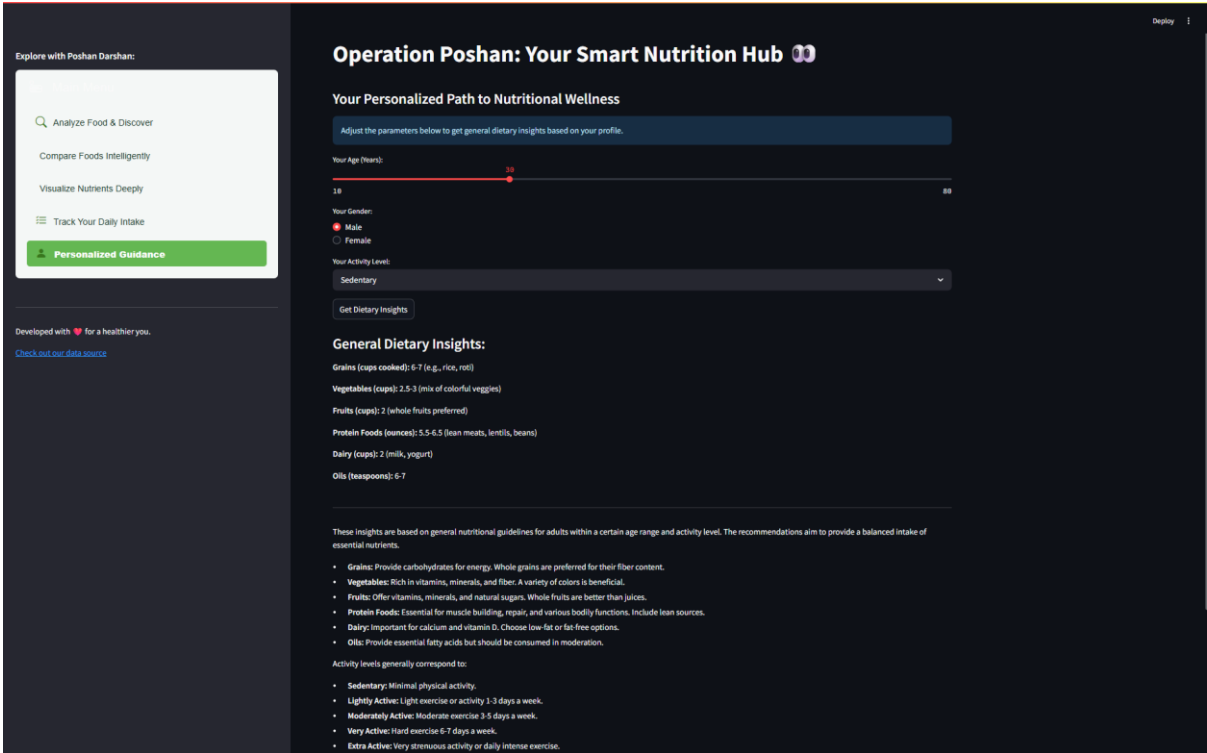 Deploy
Explore with Poshan Darshan:
Analyze Food & Discover
Compare Foods Intelligently
Visualize Nutrients Deeply
Track Your Daily Intake
Personalized Guidance
Developed with ❤️ for a healthier you.
Check out our data source
Operation Poshan: Your Smart Nutrition Hub 👀
Your Personalized Path to Nutritional Wellness
Adjust the parameters below to get general dietary insights based on your profile.
Your Age (Years):
30
10 80
Your Gender:
Male
Female
Your Activity Level:
Sedentary
Get Dietary Insights
General Dietary Insights:
Grains (cups cooked): 6-7 (e.g., rice, roti)
Vegetables (cups): 2.5-3 (mix of colorful veggies)
Fruits (cups): 2 (whole fruits preferred)
Protein Foods (ounces): 5.5-6.5 (lean meats, lentils, beans)
Dairy (cups): 2 (milk, yogurt)
Oils (teaspoons): 6-7
These insights are based on general nutritional guidelines for adults within a certain age range and activity level. The recommendations aim to provide a balanced intake of
essential nutrients.
• Grains: Provide carbohydrates for energy. Whole grains are preferred for their fiber content.
• Vegetables: Rich in vitamins, minerals, and fiber. A variety of colors is beneficial.
• Fruits: Offer vitamins, minerals, and natural sugars. Whole fruits are better than juices.
• Protein Foods: Essential for muscle building, repair, and various bodily functions. Include lean sources.
• Dairy: Important for calcium and vitamin D. Choose low-fat or fat-free options.
• Oils: Provide essential fatty acids but should be consumed in moderation.
Activity levels generally correspond to:
• Sedentary: Minimal physical activity.
• Lightly Active: Light exercise or activity 1-3 days a week.
• Moderately Active: Moderate exercise 3-5 days a week.
• Very Active: Hard exercise 6-7 days a week.
• Extra Active: Very strenuous activity or daily intense exercise.